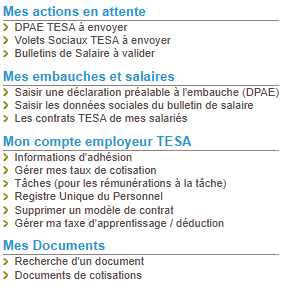 Mes actions en attente
DPAE TESA à envoyer
Volets Sociaux TESA à envoyer
Bulletins de Salaire à valider
Mes embauches et salaires
Saisir une déclaration préalable à l'embauche (DPAE)
Saisir les données sociales du bulletin de salaire
Les contrats TESA de mes salariés
Mon compte employeur TESA
Informations d'adhésion
Gérer mes taux de cotisation
Tâches (pour les rémunérations à la tâche)
Registre Unique du Personnel
Supprimer un modèle de contrat
Gérer ma taxe d'apprentissage / déduction
Mes Documents
Recherche d'un document
Documents de cotisations